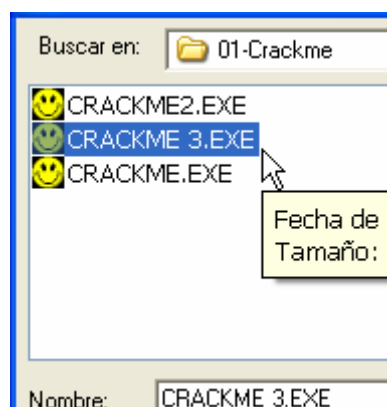 Buscar en: 01-Crackme
CRACKME2.EXE
CRACKME 3.EXE
CRACKME.EXE
Fecha de
Tamaño:
Nombre: CRACKME 3.EXE